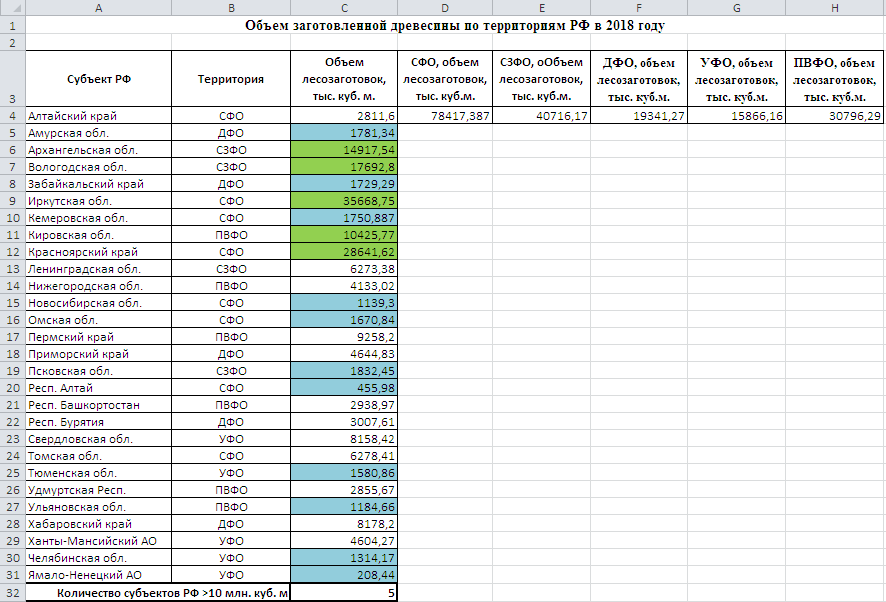 A B C D E F G H
1 Объем заготовленной древесины по территориям РФ в 2018 году
2
3 Субъект РФ Территория Объем лесозаготовок, тыс. куб. м. СФО, объем лесозаготовок, тыс. куб.м. СЗФО, оОбъем лесозаготовок, тыс. куб.м. ДФО, объем лесозаготовок, тыс. куб.м. УФО, объем лесозаготовок, тыс. куб.м. ПВФО, объем лесозаготовок, тыс. куб.м.
4 Алтайский край СФО 2811,6 78417,387 40716,17 19341,27 15866,16 30796,29
5 Амурская обл. ДФО 1781,34
6 Архангельская обл. СЗФО 14917,54
7 Вологодская обл. СЗФО 17692,8
8 Забайкальский край ДФО 1729,29
9 Иркутская обл. СФО 35668,75
10 Кемеровская обл. СФО 1750,887
11 Кировская обл. ПВФО 10425,77
12 Красноярский край СФО 28641,62
13 Ленинградская обл. СЗФО 6273,38
14 Нижегородская обл. ПВФО 4133,02
15 Новосибирская обл. СФО 1139,3
16 Омская обл. СФО 1670,84
17 Пермский край ПВФО 9258,2
18 Приморский край ДФО 4644,83
19 Псковская обл. СЗФО 1832,45
20 Респ. Алтай СФО 455,98
21 Респ. Башкортостан ПВФО 2938,97
22 Респ. Бурятия ДФО 3007,61
23 Свердловская обл. УФО 8158,42
24 Томская обл. СФО 6278,41
25 Тюменская обл. УФО 1580,86
26 Удмуртская Респ. ПВФО 2855,67
27 Ульяновская обл. ПВФО 1184,66
28 Хабаровский край ДФО 8178,2
29 Ханты-Мансийский АО УФО 4604,27
30 Челябинская обл. УФО 1314,17
31 Ямало-Ненецкий АО УФО 208,44
32 Количество субъектов РФ >10 млн. куб. м 5